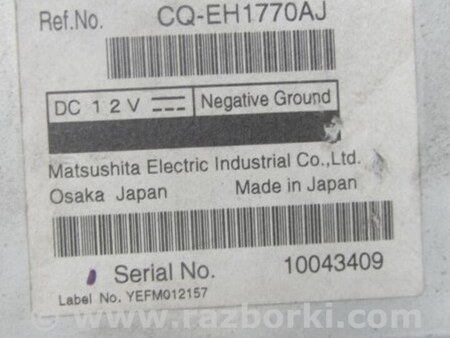 Ref.No. CQ-EH1770AJ
DC 12V Negative Ground
Matsushita Electric Industrial Co.,Ltd.
Osaka Japan Made in Japan
Serial No. 10043409
Label No. YEFM012157
www.razborki.com